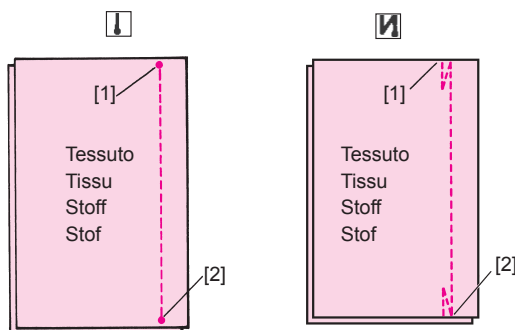 [1]
Tessuto
Tissu
Stoff
Stof
[2]
[1]
Tessuto
Tissu
Stoff
Stof
[2]